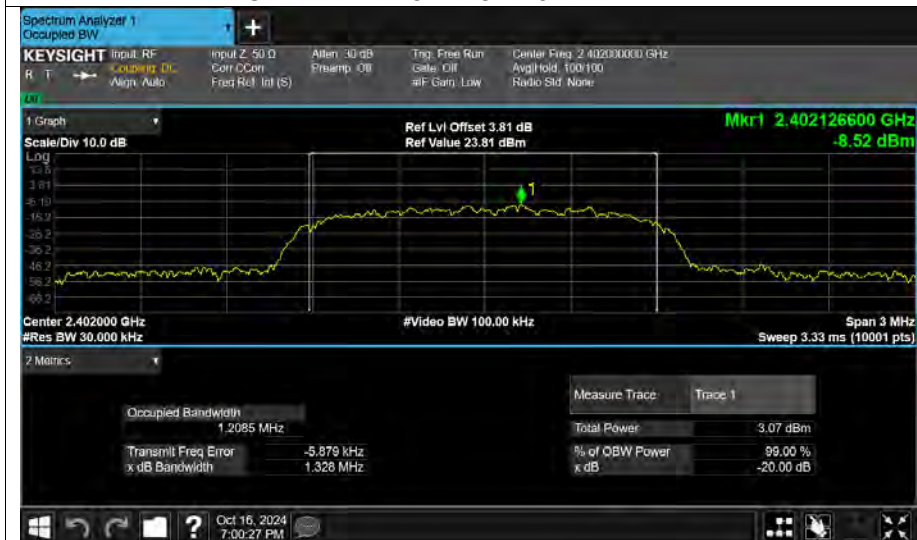 Spectrum Analyzer 1
Occupied BW
+
KEYSIGHT Input: RF Input Z: 50 Ω Atten: 30 dB Trig: Free Run Center Freq: 2.402000000 GHz
R T Coupling: DC Corr CCorr Preamp: Off Gate: Off Avg|Hold: 100/100
Align: Auto Freq Ref: Int (S) #IF Gain: Low Radio Std: None
1 Graph Ref Lvl Offset 3.81 dB Mkr1 2.402126600 GHz
Scale/Div 10.0 dB Ref Value 23.81 dBm -8.52 dBm
Log
13.8
3.81
1
-6.19
-16.2
-26.2
-36.2
-46.2
-56.2
-66.2
Center 2.402000 GHz #Video BW 100.00 kHz Span 3 MHz
#Res BW 30.000 kHz Sweep 3.33 ms (10001 pts)
2 Metrics
Measure Trace Trace 1
Occupied Bandwidth
1.2085 MHz Total Power 3.07 dBm
Transmit Freq Error -5.879 kHz % of OBW Power 99.00 %
x dB Bandwidth 1.328 MHz x dB -20.00 dB
? Oct 16, 2024
7:00:27 PM